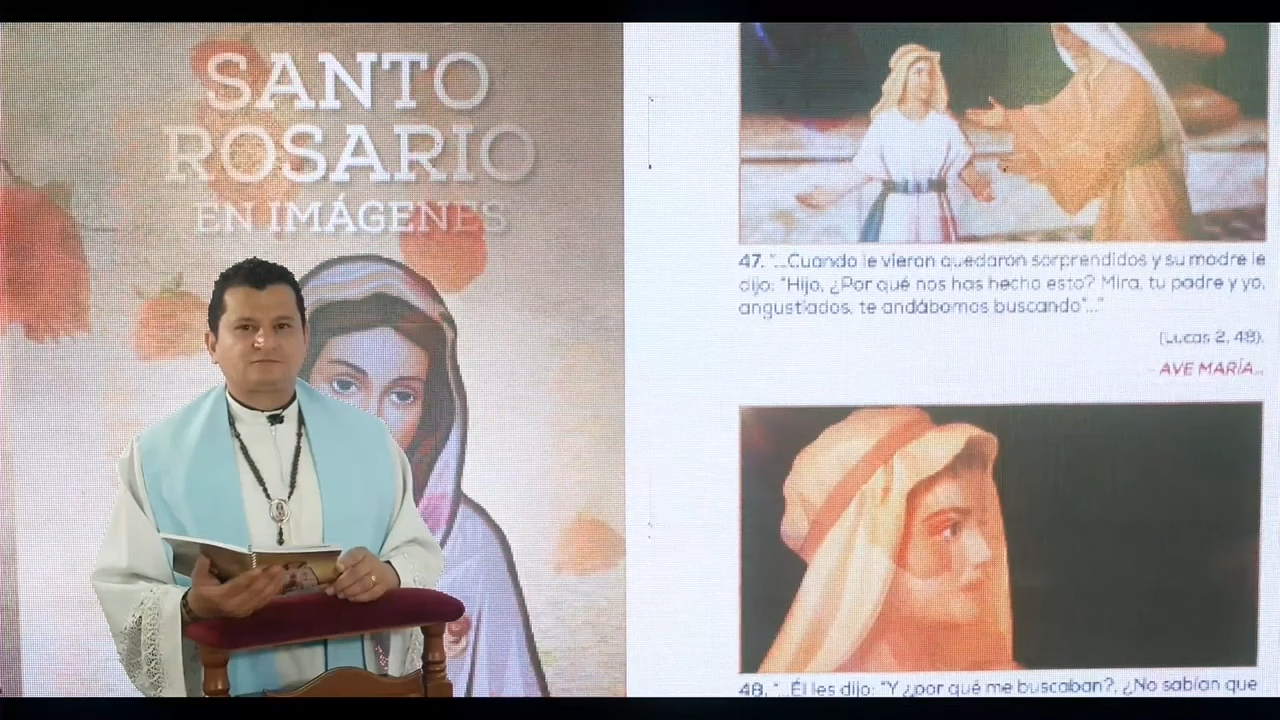 SANTO
ROSARIO
EN IMÁGENES
47. "...Cuando le vieron quedaron sorprendidos y su madre le
dijo: "Hijo, ¿Por qué nos has hecho esto? Mira, tu padre y yo,
angustiados, te andábamos buscando"..."
(Lucas 2, 48).
AVE MARÍA...
48. "...Él les dijo: "Y ¿por qué me buscaban?, ¿No sabían que